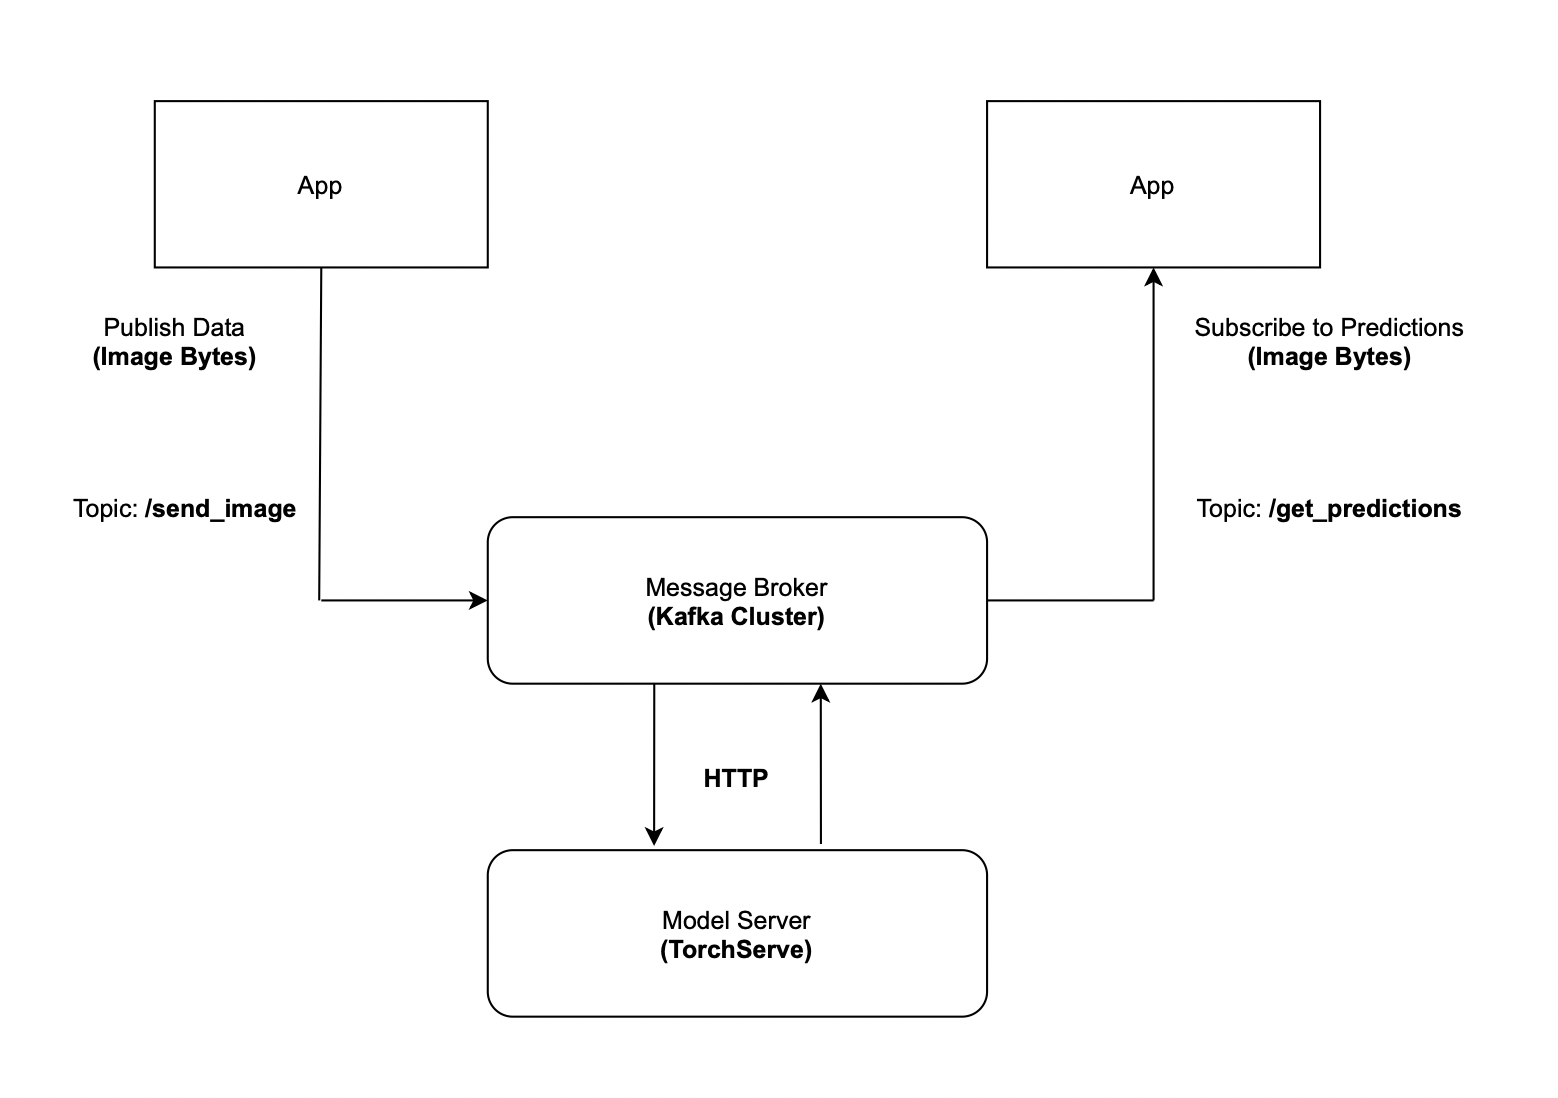 App
App
Publish Data
(Image Bytes)
Subscribe to Predictions
(Image Bytes)
Topic: /send_image
Topic: /get_predictions
Message Broker
(Kafka Cluster)
HTTP
Model Server
(TorchServe)